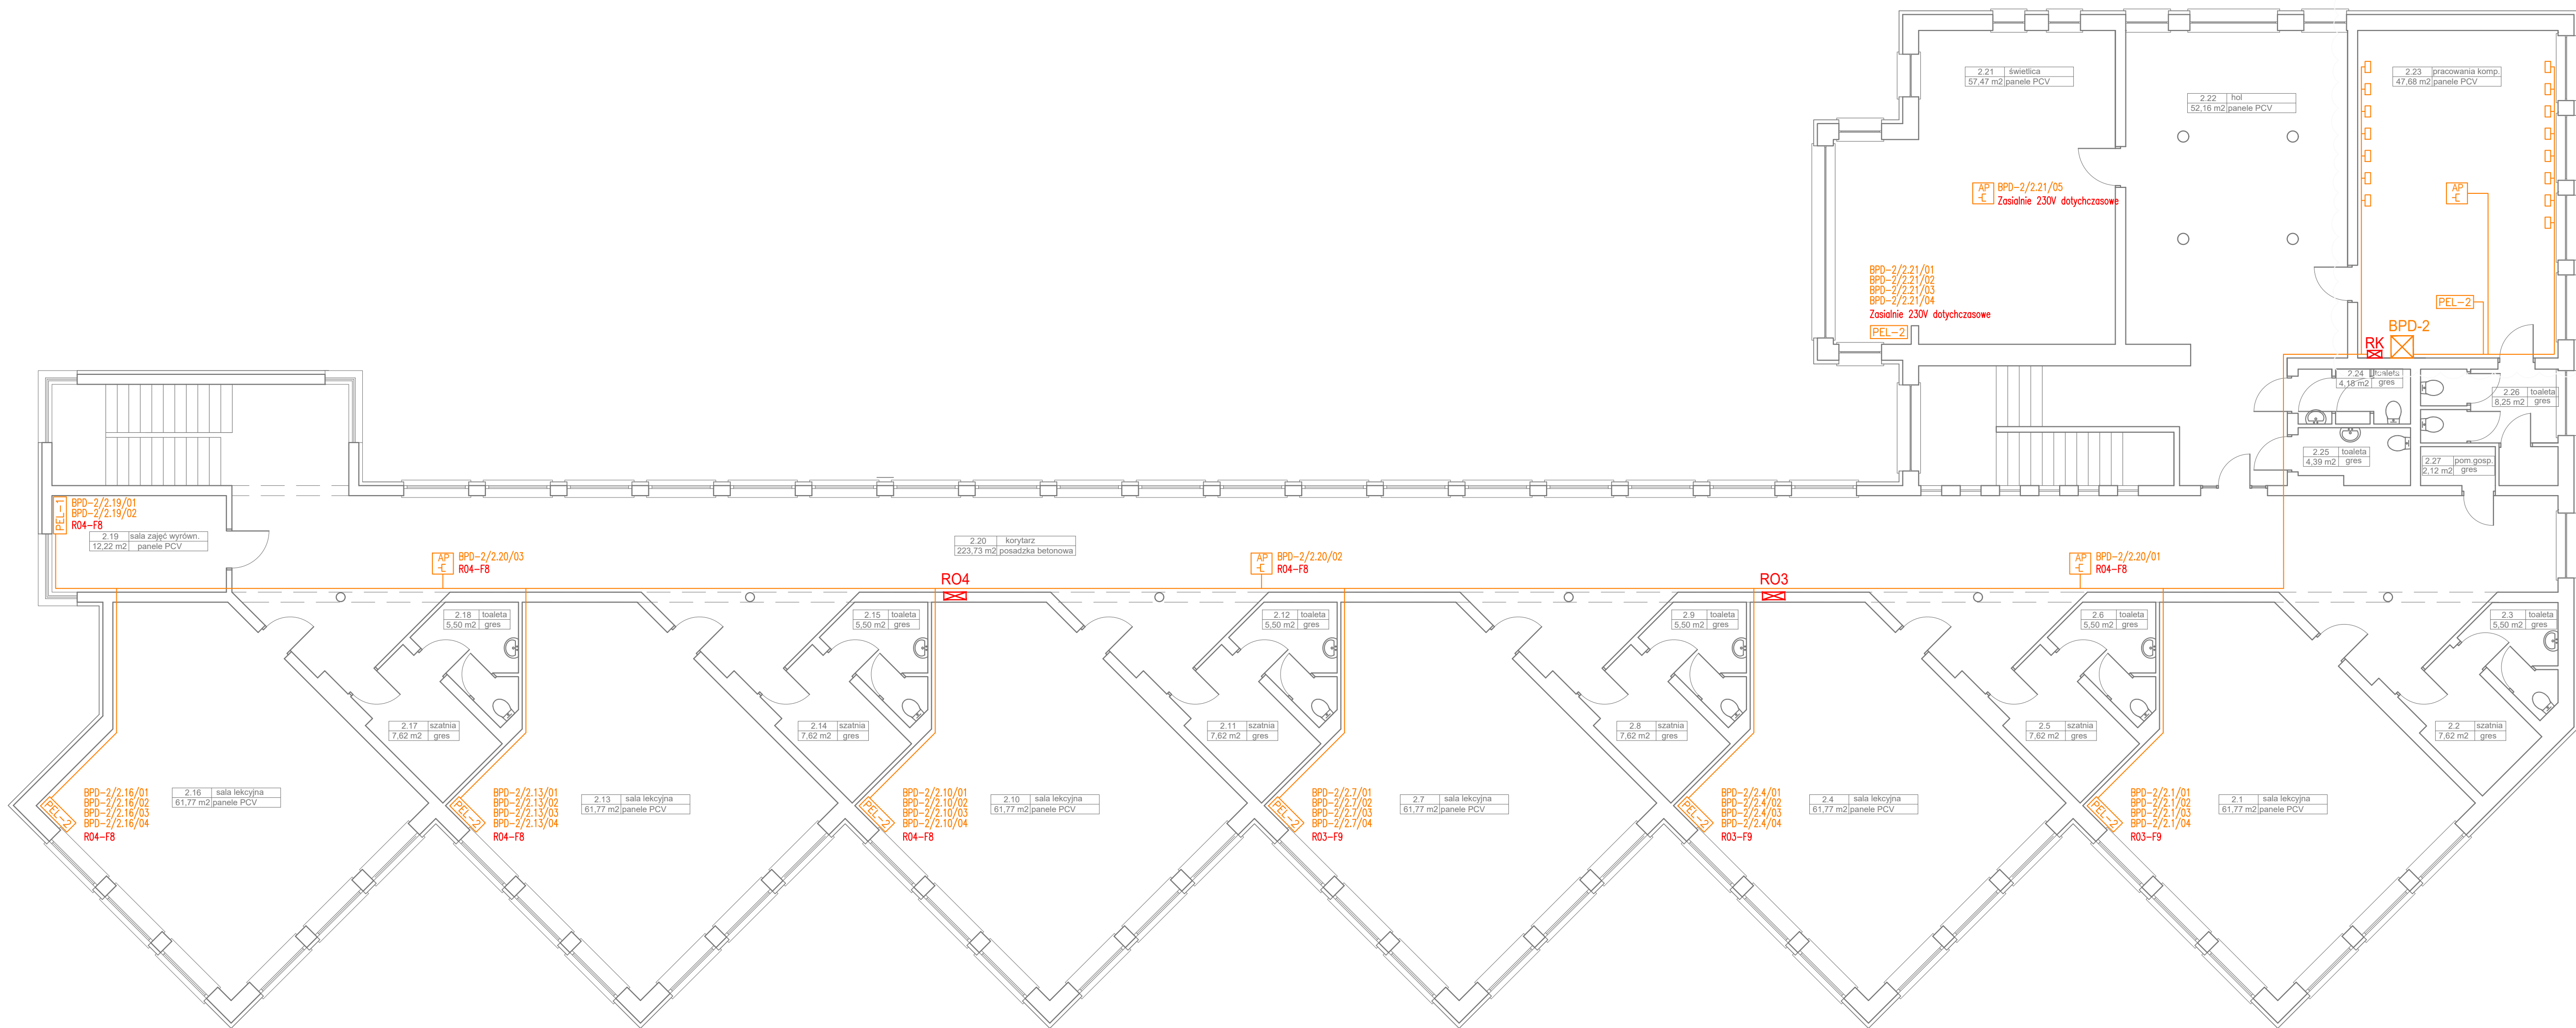 2.21 świetlica
57,47 m2 panele PCV
2.22 hol
52,16 m2 panele PCV
2.23 pracowania komp.
47,68 m2 panele PCV
AP
BPD-2/2.21/05
Zasialnie 230V dotychczasowe
AP
BPD-2/2.21/01
BPD-2/2.21/02
BPD-2/2.21/03
BPD-2/2.21/04
Zasialnie 230V dotychczasowe
PEL-2
PEL-2
BPD-2
RK
2.24 toaleta
4,18 m2 gres
2.26 toaleta
8,25 m2 gres
2.25 toaleta
4,39 m2 gres
2.27 pom.gosp.
2,12 m2 gres
PEL-1
BPD-2/2.19/01
BPD-2/2.19/02
R04-F8
2.19 sala zajęć wyrówn.
12,22 m2 panele PCV
2.20 korytarz
223,73 m2 posadzka betonowa
AP
BPD-2/2.20/03
R04-F8
AP
BPD-2/2.20/02
R04-F8
AP
BPD-2/2.20/01
R04-F8
RO4
RO3
2.18 toaleta
5,50 m2 gres
2.15 toaleta
5,50 m2 gres
2.12 toaleta
5,50 m2 gres
2.9 toaleta
5,50 m2 gres
2.6 toaleta
5,50 m2 gres
2.3 toaleta
5,50 m2 gres
2.17 szatnia
7,62 m2 gres
2.14 szatnia
7,62 m2 gres
2.11 szatnia
7,62 m2 gres
2.8 szatnia
7,62 m2 gres
2.5 szatnia
7,62 m2 gres
2.2 szatnia
7,62 m2 gres
PEL-2
BPD-2/2.16/01
BPD-2/2.16/02
BPD-2/2.16/03
BPD-2/2.16/04
R04-F8
2.16 sala lekcyjna
61,77 m2 panele PCV
PEL-2
BPD-2/2.13/01
BPD-2/2.13/02
BPD-2/2.13/03
BPD-2/2.13/04
R04-F8
2.13 sala lekcyjna
61,77 m2 panele PCV
PEL-2
BPD-2/2.10/01
BPD-2/2.10/02
BPD-2/2.10/03
BPD-2/2.10/04
R04-F8
2.10 sala lekcyjna
61,77 m2 panele PCV
PEL-2
BPD-2/2.7/01
BPD-2/2.7/02
BPD-2/2.7/03
BPD-2/2.7/04
R03-F9
2.7 sala lekcyjna
61,77 m2 panele PCV
PEL-2
BPD-2/2.4/01
BPD-2/2.4/02
BPD-2/2.4/03
BPD-2/2.4/04
R03-F9
2.4 sala lekcyjna
61,77 m2 panele PCV
PEL-2
BPD-2/2.1/01
BPD-2/2.1/02
BPD-2/2.1/03
BPD-2/2.1/04
R03-F9
2.1 sala lekcyjna
61,77 m2 panele PCV